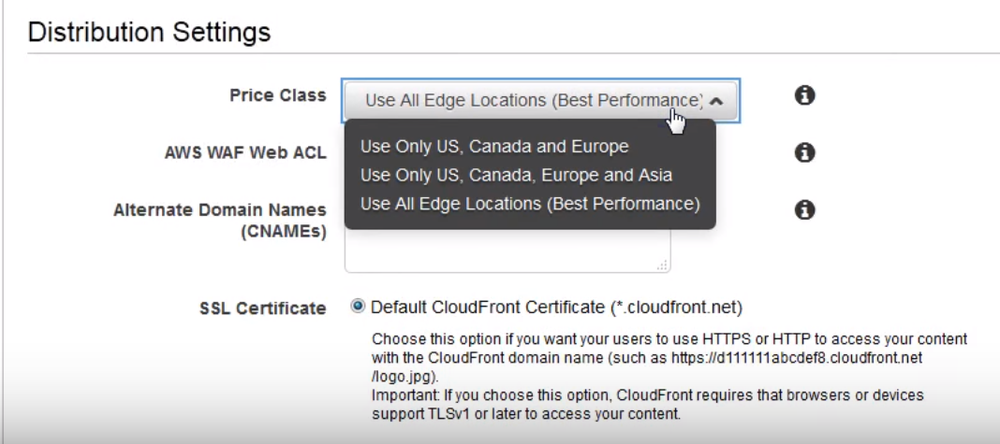 Distribution Settings
Price Class
Use All Edge Locations (Best Performance)
Use Only US, Canada and Europe
Use Only US, Canada, Europe and Asia
Use All Edge Locations (Best Performance)
AWS WAF Web ACL
Alternate Domain Names
(CNAMEs)
SSL Certificate
Default CloudFront Certificate (*.cloudfront.net)
Choose this option if you want your users to use HTTPS or HTTP to access your content
with the CloudFront domain name (such as https://d111111abcdef8.cloudfront.net
/logo.jpg).
Important: If you choose this option, CloudFront requires that browsers or devices
support TLSv1 or later to access your content.